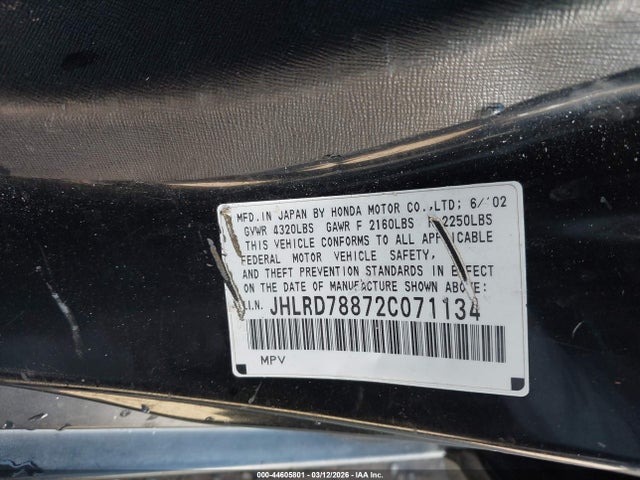 MFD.IN JAPAN BY HONDA MOTOR CO.,LTD; 6/'02
GVWR 4320LBS GAWR F 2160LBS R 2250LBS
THIS VEHICLE CONFORMS TO ALL APPLICABLE
FEDERAL MOTOR VEHICLE SAFETY,
AND THEFT PREVENTION STANDARDS IN EFFECT
ON THE DATE OF MANUFACTURE SHOWN ABOVE:
V.I.N. JHLRD78872C071134
MPV
000-44605801 - 03/12/2026 - IAA Inc.